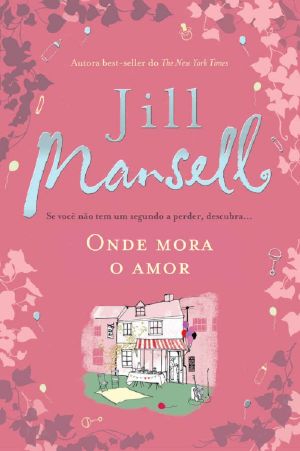 Autora best-seller do The New York Times
Jill
Mansell
Se você não tem um segundo a perder, descubra...
ONDE MORA
O AMOR